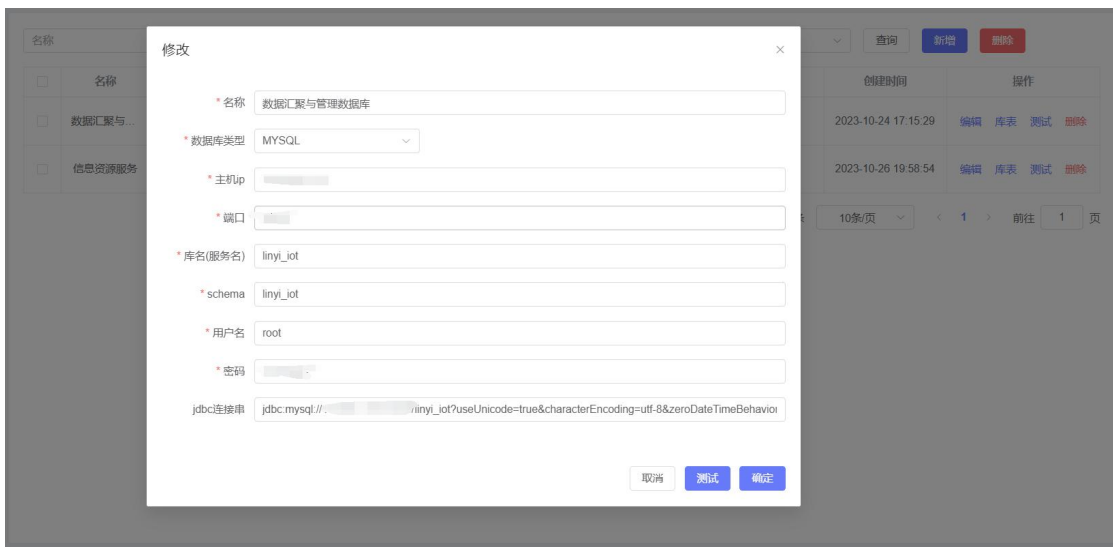 名称
查询
新增
删除
名称
创建时间
操作
数据汇聚与...
2023-10-24 17:15:29
编辑 库表 测试 删除
信息资源服务
2023-10-26 19:58:54
编辑 库表 测试 删除
10条/页
< 1 >
前往 1 页
修改
×
* 名称 数据汇聚与管理数据库
* 数据库类型 MYSQL
* 主机ip
* 端口
* 库名(服务名) linyi_iot
* schema linyi_iot
* 用户名 root
* 密码
jdbc连接串 jdbc:mysql:// /linyi_iot?useUnicode=true&characterEncoding=utf-8&zeroDateTimeBehavior
取消
测试
确定